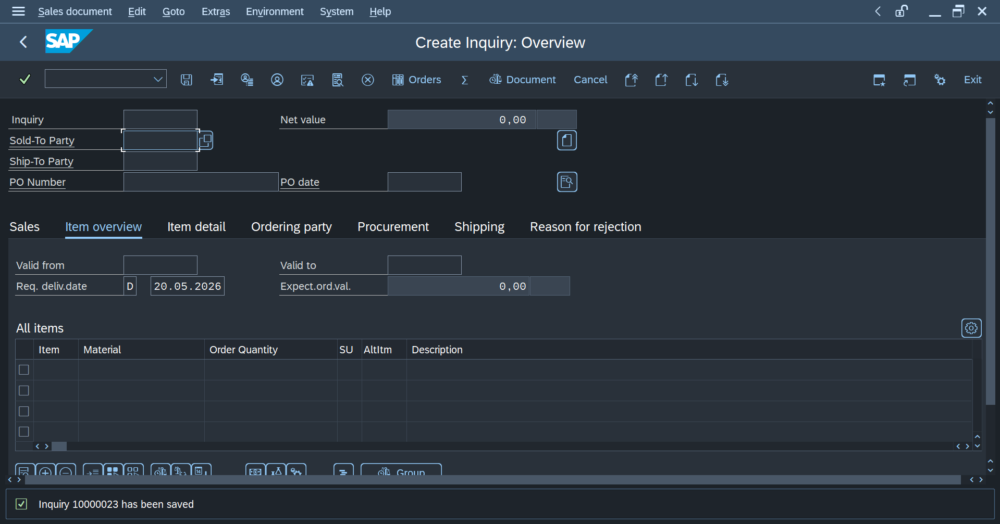 Sales document Edit Goto Extras Environment System Help
SAP Create Inquiry: Overview
Orders Document Cancel Exit
Inquiry Net value 0,00
Sold-To Party
Ship-To Party
PO Number PO date
Sales Item overview Item detail Ordering party Procurement Shipping Reason for rejection
Valid from Valid to
Req. deliv.date D 20.05.2026 Expect.ord.val. 0,00
All items
Item Material Order Quantity SU AltItm Description
14 Group
Inquiry 10000023 has been saved